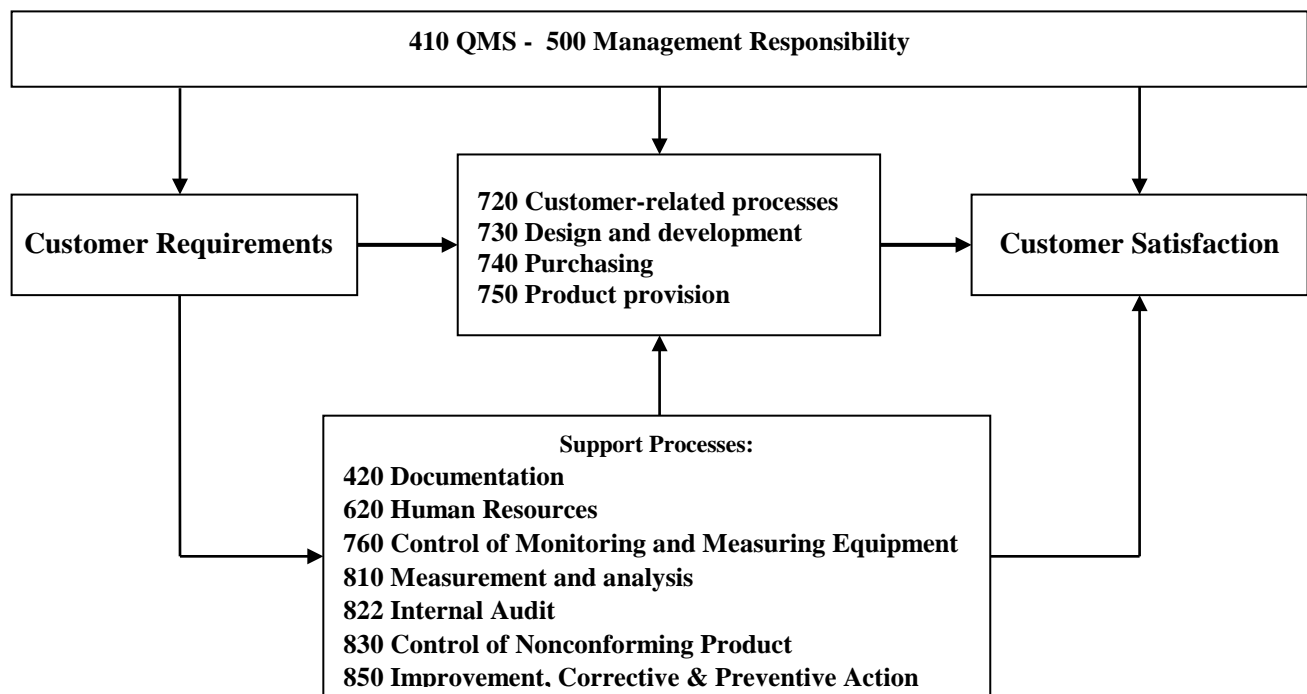 410 QMS - 500 Management Responsibility
720 Customer-related processes
730 Design and development
740 Purchasing
750 Product provision
Customer Requirements
Customer Satisfaction
Support Processes:
420 Documentation
620 Human Resources
760 Control of Monitoring and Measuring Equipment
810 Measurement and analysis
822 Internal Audit
830 Control of Nonconforming Product
850 Improvement, Corrective & Preventive Action